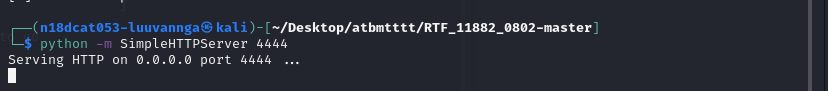 (n18dcat053-luuvannga㉿kali)-[~/Desktop/atbmtttt/RTF_11882_0802-master]
$ python -m SimpleHTTPServer 4444
Serving HTTP on 0.0.0.0 port 4444 ...